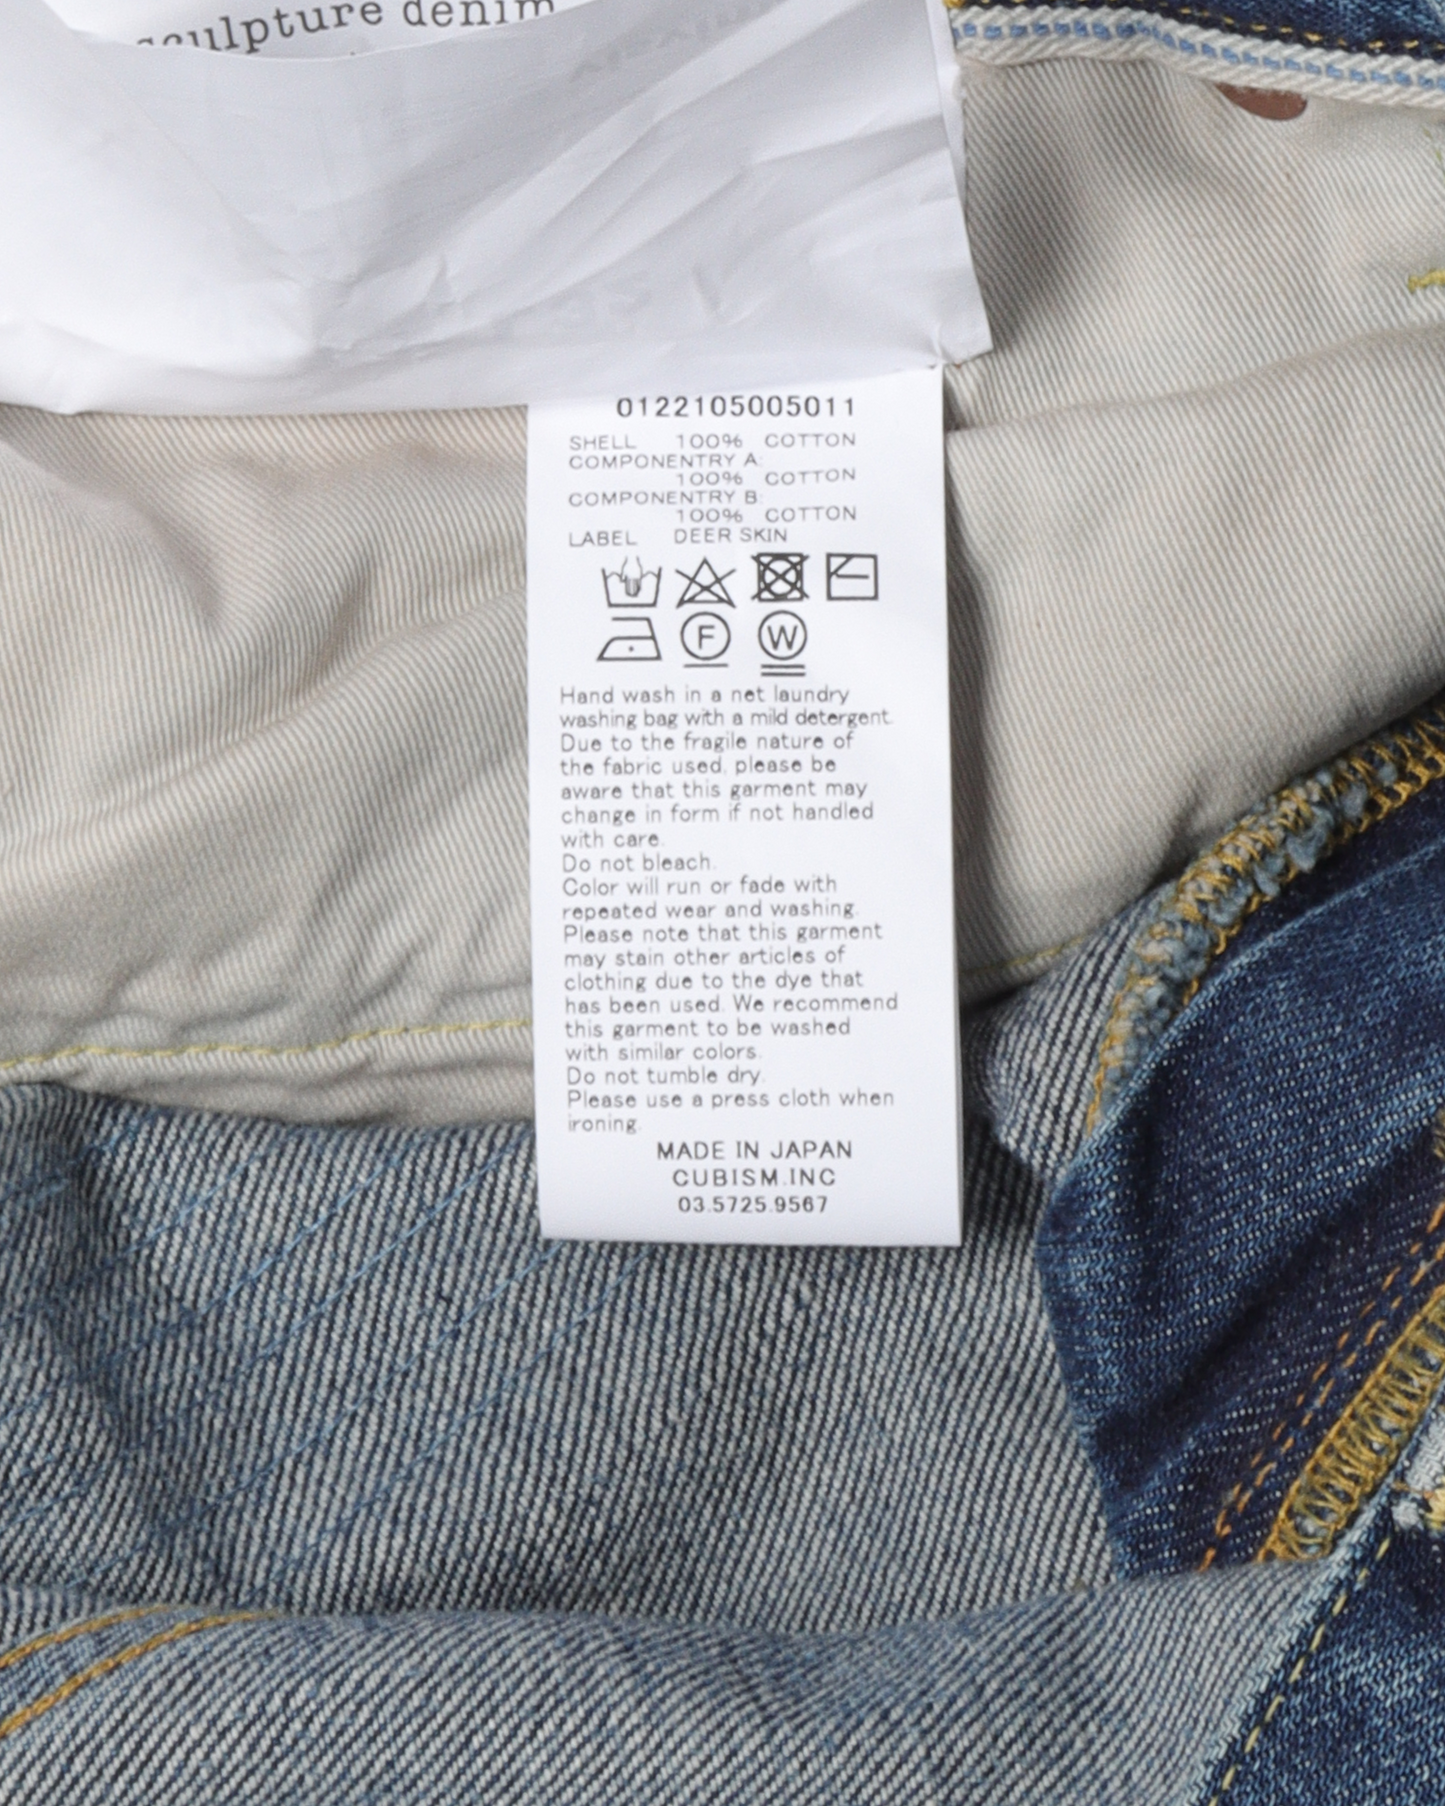 sculpture denim
0122105005011
SHELL 100% COTTON
COMPONENTRY A:
100% COTTON
COMPONENTRY B:
100% COTTON
LABEL DEER SKIN
F W
Hand wash in a net laundry
washing bag with a mild detergent.
Due to the fragile nature of
the fabric used, please be
aware that this garment may
change in form if not handled
with care.
Do not bleach.
Color will run or fade with
repeated wear and washing.
Please note that this garment
may stain other articles of
clothing due to the dye that
has been used. We recommend
this garment to be washed
with similar colors.
Do not tumble dry.
Please use a press cloth when
ironing.
MADE IN JAPAN
CUBISM.INC
03.5725.9567